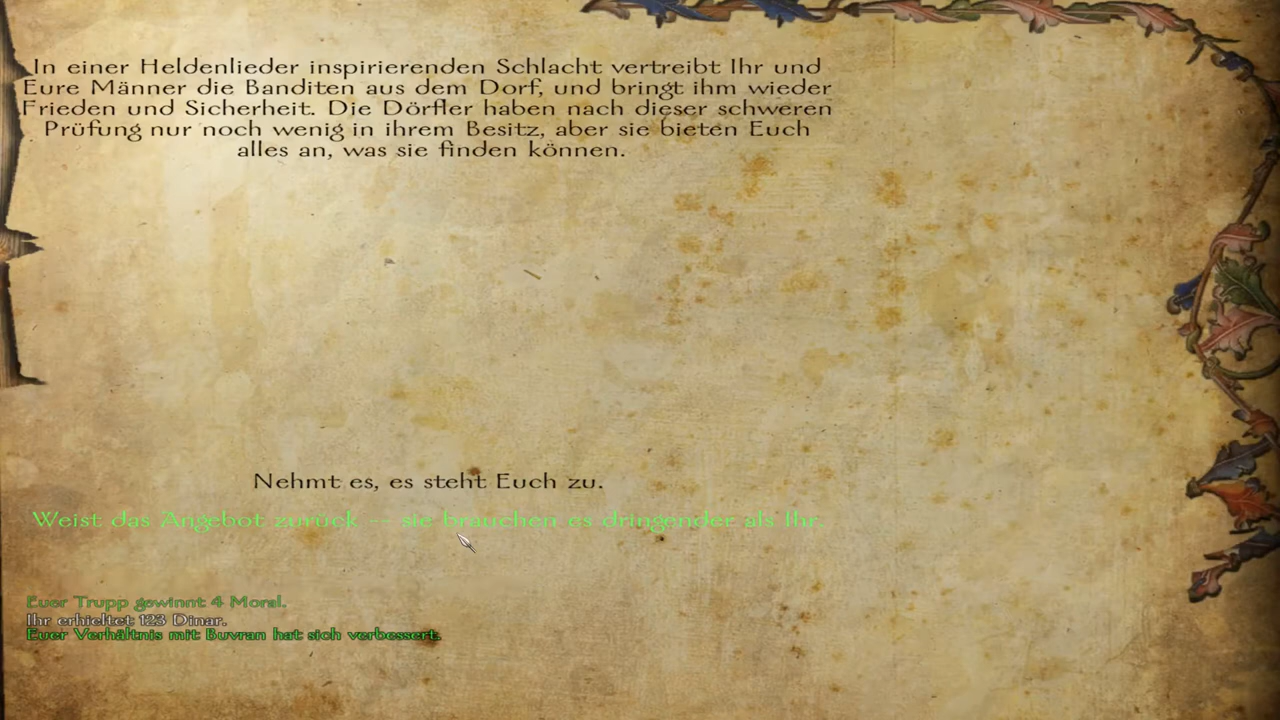 In einer Heldenlieder inspirierenden Schlacht vertreibt Ihr und
Eure Männer die Banditen aus dem Dorf, und bringt ihm wieder
Frieden und Sicherheit. Die Dörfler haben nach dieser schweren
Prüfung nur noch wenig in ihrem Besitz, aber sie bieten Euch
alles an, was sie finden können.
Nehmt es, es steht Euch zu.
Weist das Angebot zurück -- sie brauchen es dringender als Ihr.
Euer Trupp gewinnt 4 Moral.
Ihr erhieltet 123 Dinar.
Euer Verhältnis mit Buvran hat sich verbessert.